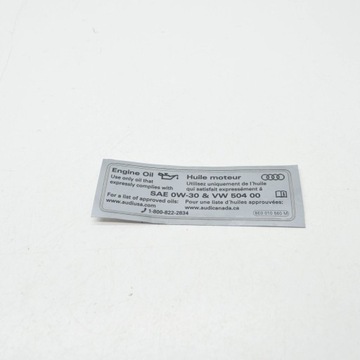 Engine Oil Huile moteur
Use only oil that Utilisez uniquement de l'huile
expressly complies with qui satisfait expressément à
SAE 0W-30 & VW 504 00
For a list of approved oils: Pour une liste d'huiles approuvées:
www.audiusa.com www.audicanada.ca
1-800-822-2834